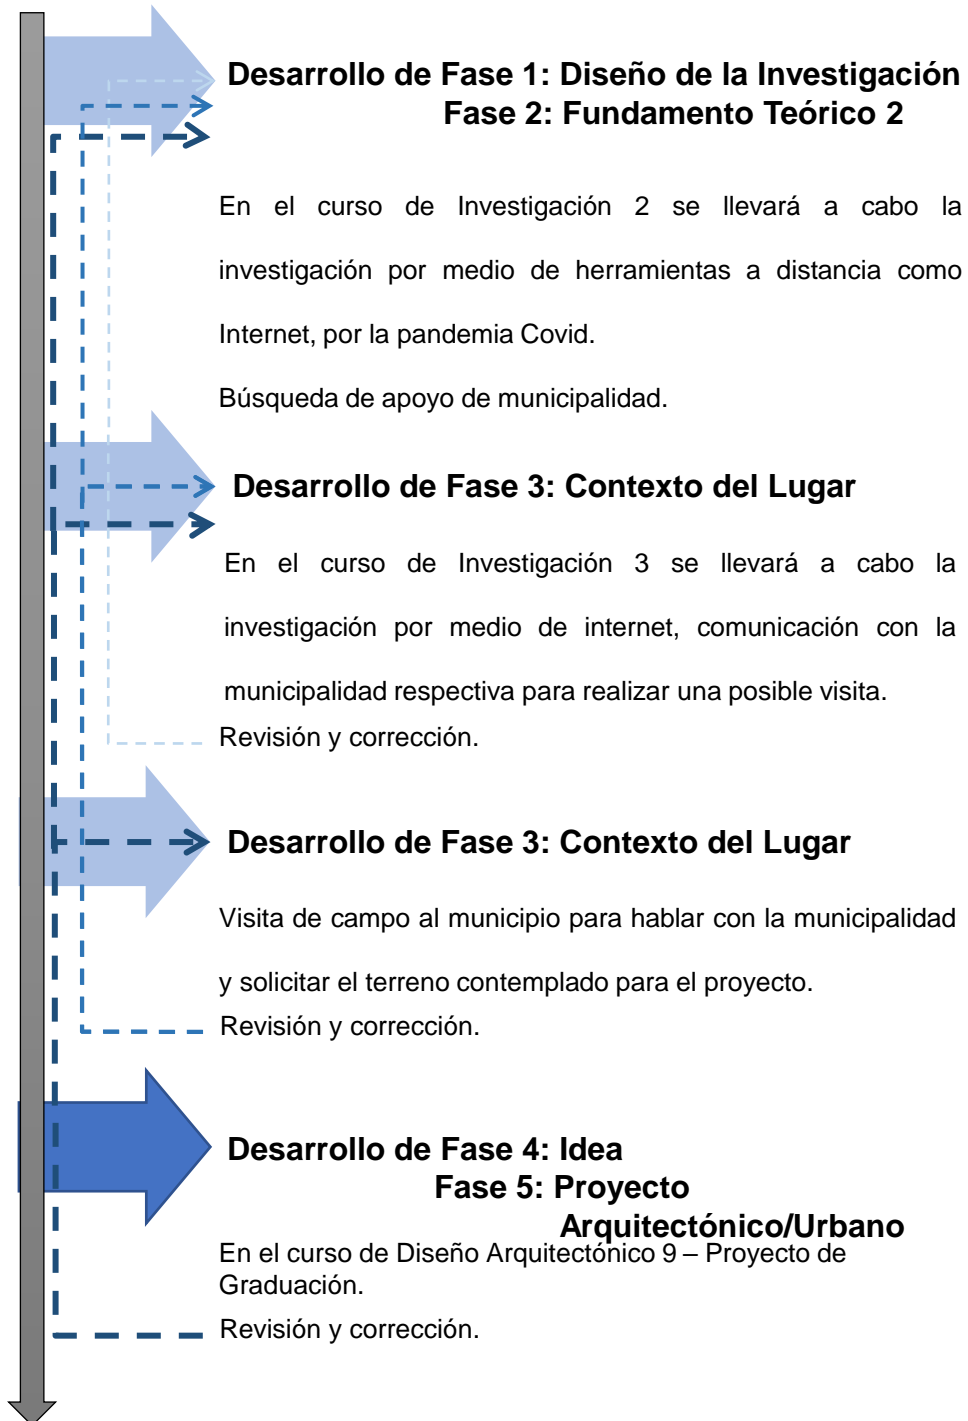 Desarrollo de Fase 1: Diseño de la Investigación
Fase 2: Fundamento Teórico 2
En el curso de Investigación 2 se llevará a cabo la
investigación por medio de herramientas a distancia como
Internet, por la pandemia Covid.
Búsqueda de apoyo de municipalidad.
Desarrollo de Fase 3: Contexto del Lugar
En el curso de Investigación 3 se llevará a cabo la
investigación por medio de internet, comunicación con la
municipalidad respectiva para realizar una posible visita.
Revisión y corrección.
Desarrollo de Fase 3: Contexto del Lugar
Visita de campo al municipio para hablar con la municipalidad
y solicitar el terreno contemplado para el proyecto.
Revisión y corrección.
Desarrollo de Fase 4: Idea
Fase 5: Proyecto
Arquitectónico/Urbano
En el curso de Diseño Arquitectónico 9 – Proyecto de
Graduación.
Revisión y corrección.